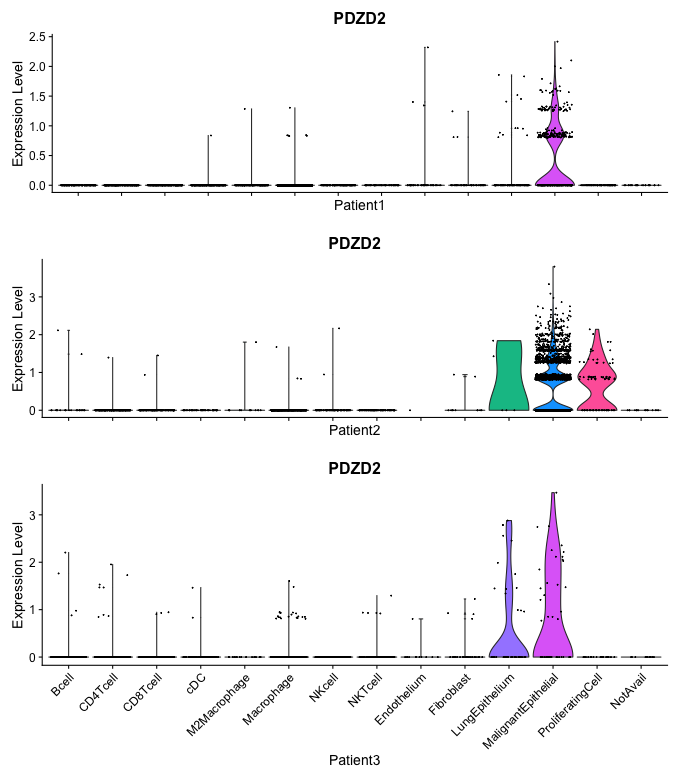 PDZD2
Expression Level
2.5
2.0
1.5
1.0
0.5
0.0
Patient1
PDZD2
Expression Level
3
2
1
0
Patient2
PDZD2
Expression Level
3
2
1
0
Bcell
CD4Tcell
CD8Tcell
cDC
M2Macrophage
Macrophage
NKcell
NKTcell
Endothelium
Fibroblast
LungEpithelium
MalignantEpithelial
ProliferatingCell
NotAvail
Patient3